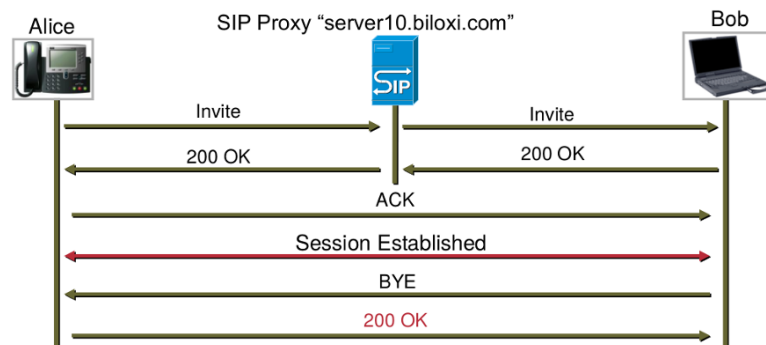 Alice
SIP Proxy “server10.biloxi.com”
Bob
SIP
Invite
Invite
200 OK
200 OK
ACK
Session Established
BYE
200 OK